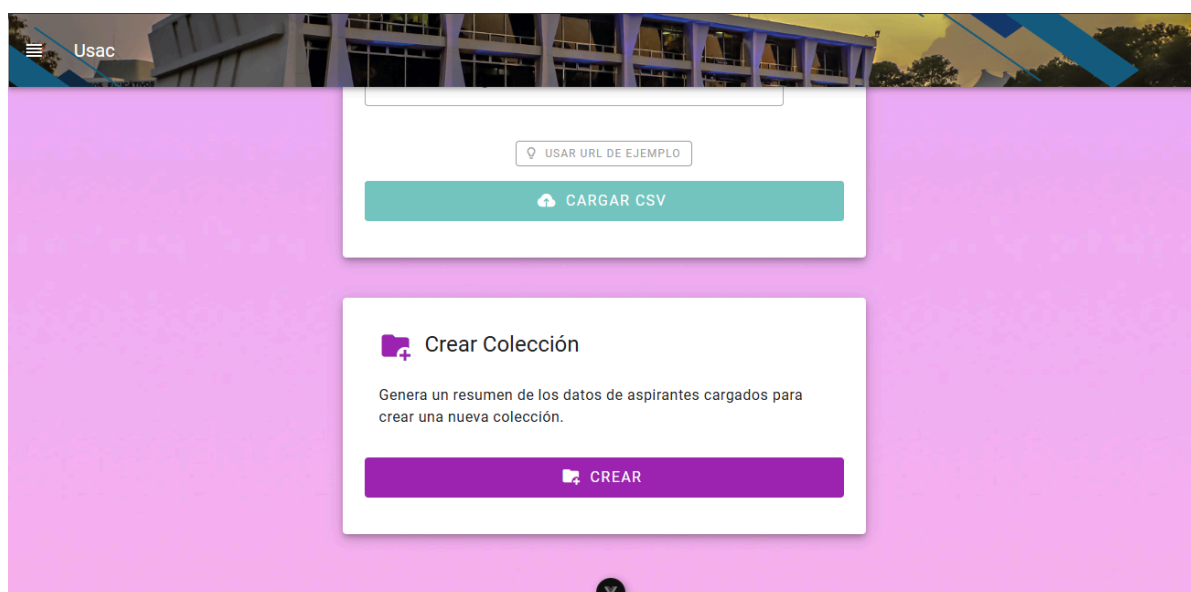 Usac
USAR URL DE EJEMPLO
CARGAR CSV
Crear Colección
Genera un resumen de los datos de aspirantes cargados para
crear una nueva colección.
CREAR